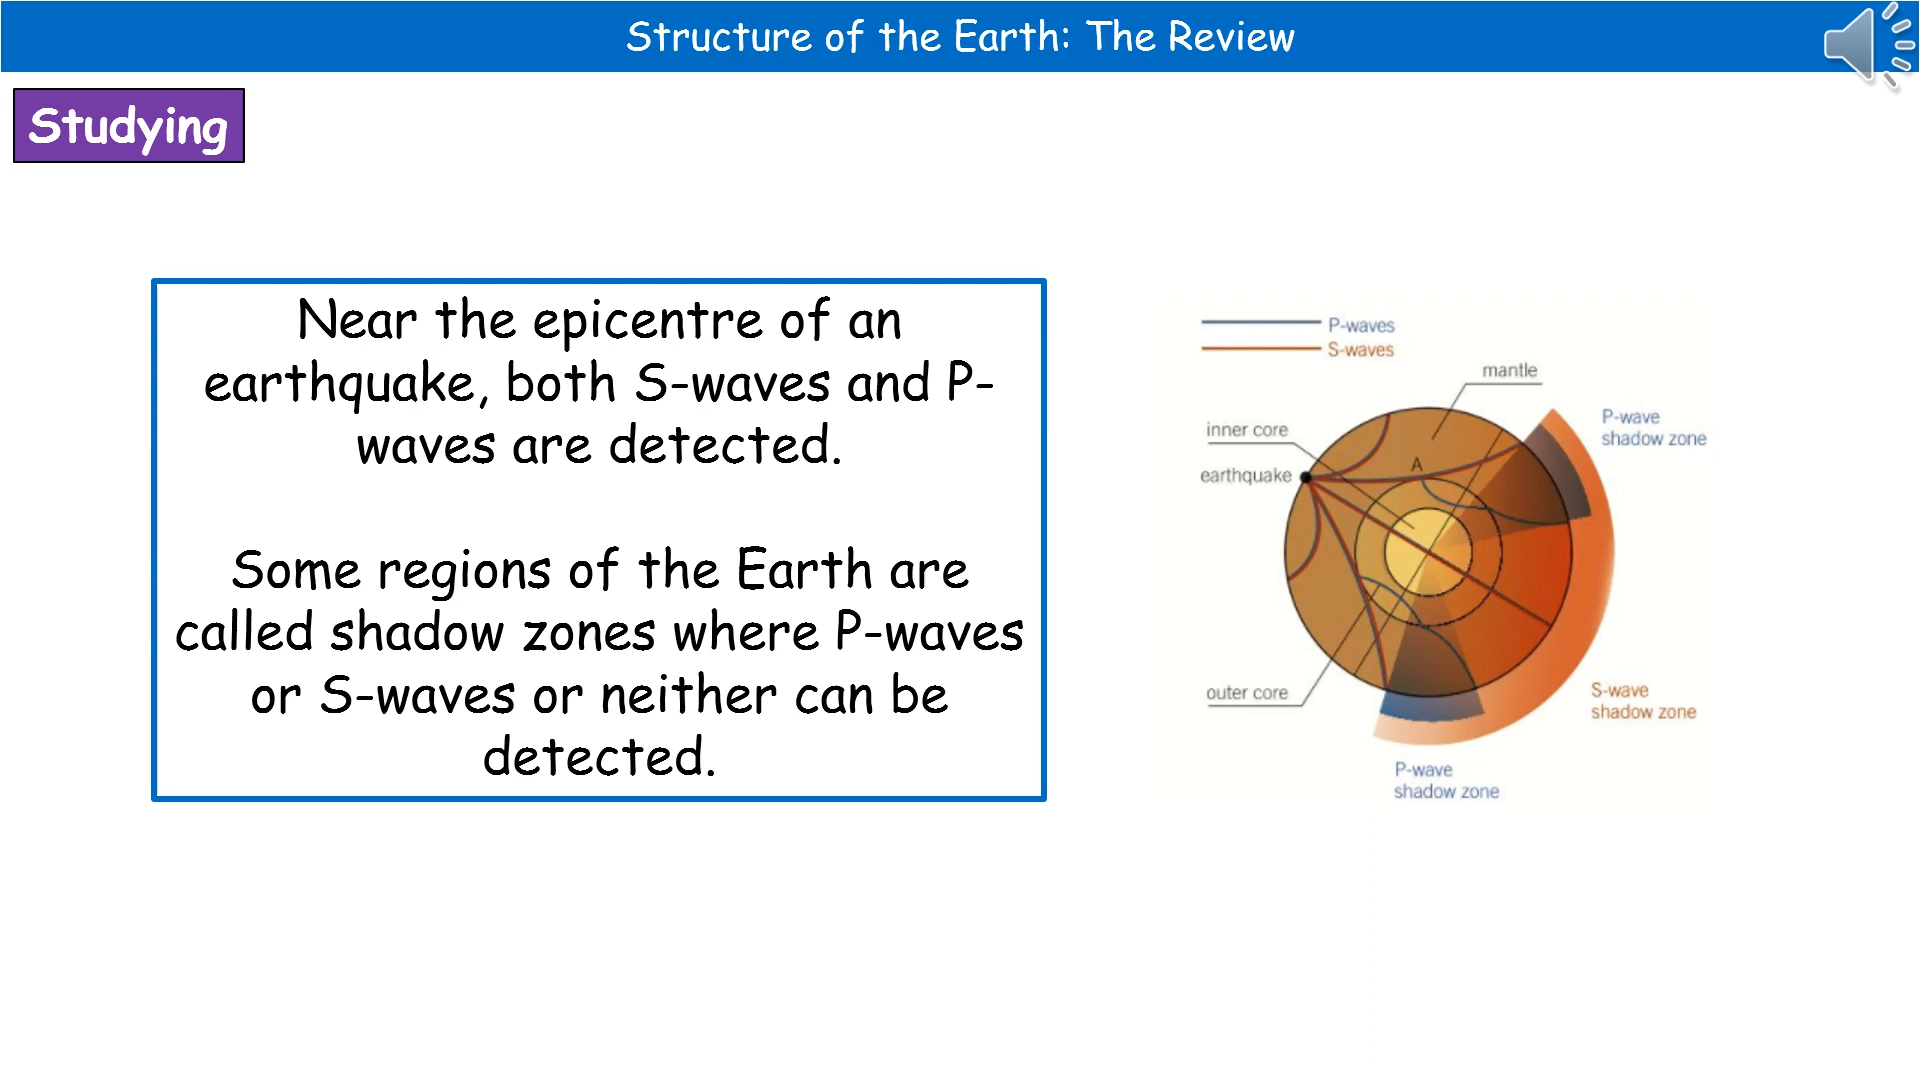 Structure of the Earth: The Review
Studying
Near the epicentre of an
earthquake, both S-waves and P-
waves are detected.
Some regions of the Earth are
called shadow zones where P-waves
or S-waves or neither can be
detected.
P-waves
S-waves
mantle
inner core
earthquake
A
P-wave
shadow zone
outer core
S-wave
shadow zone
P-wave
shadow zone